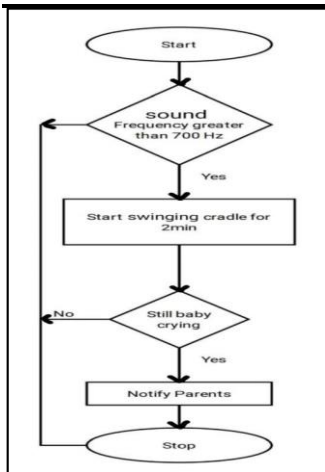 Start
sound
Frequency greater
than 700 Hz
Yes
Start swinging cradle for
2min
No
Still baby
crying
Yes
Notify Parents
Stop